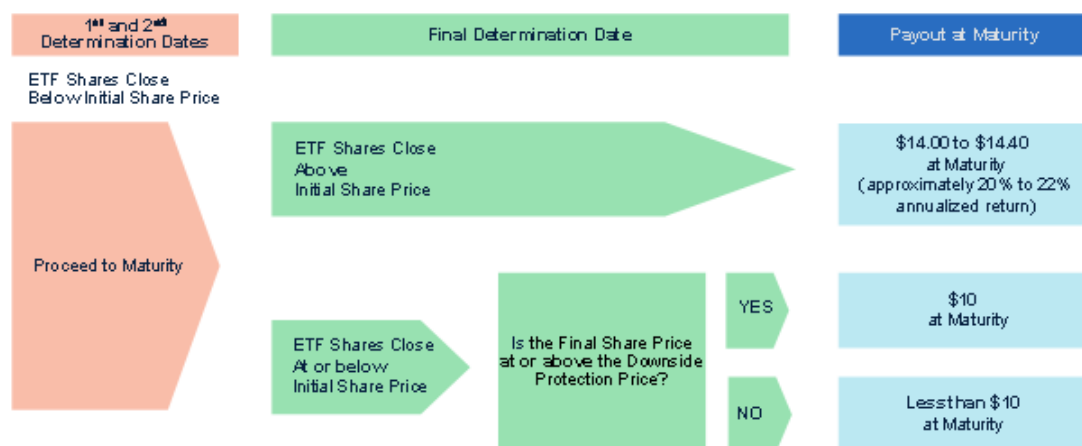 1st and 2nd
Determination Dates
Final Determination Date
Payout at Maturity
ETF Shares Close
Below Initial Share Price
Proceed to Maturity
ETF Shares Close
Above
Initial Share Price
$14.00 to $14.40
at Maturity
(approximately 20% to 22%
annualized return)
ETF Shares Close
At or below
Initial Share Price
Is the Final Share Price
at or above the Downside
Protection Price?
YES
$10
at Maturity
NO
Less than $10
at Maturity